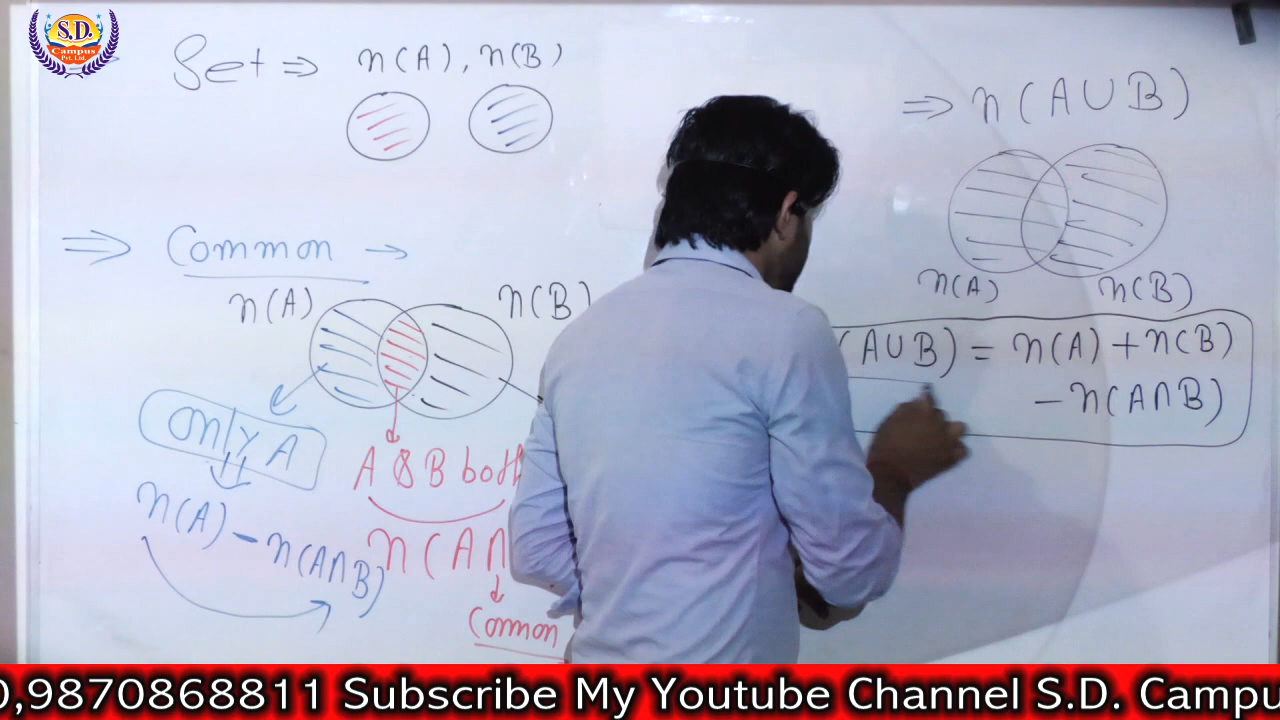 S.D.
Campus
Pvt. Ltd.
Set ⇒ n(A), n(B)
⇒ Common →
n(A) n(B)
only A
n(A) - n(A∩B)
A & B both
n(A∩
Common
⇒ n(A∪B)
n(A) n(B)
(A∪B) = n(A) + n(B)
- n(A∩B)
0,9870868811 Subscribe My Youtube Channel S.D. Campu